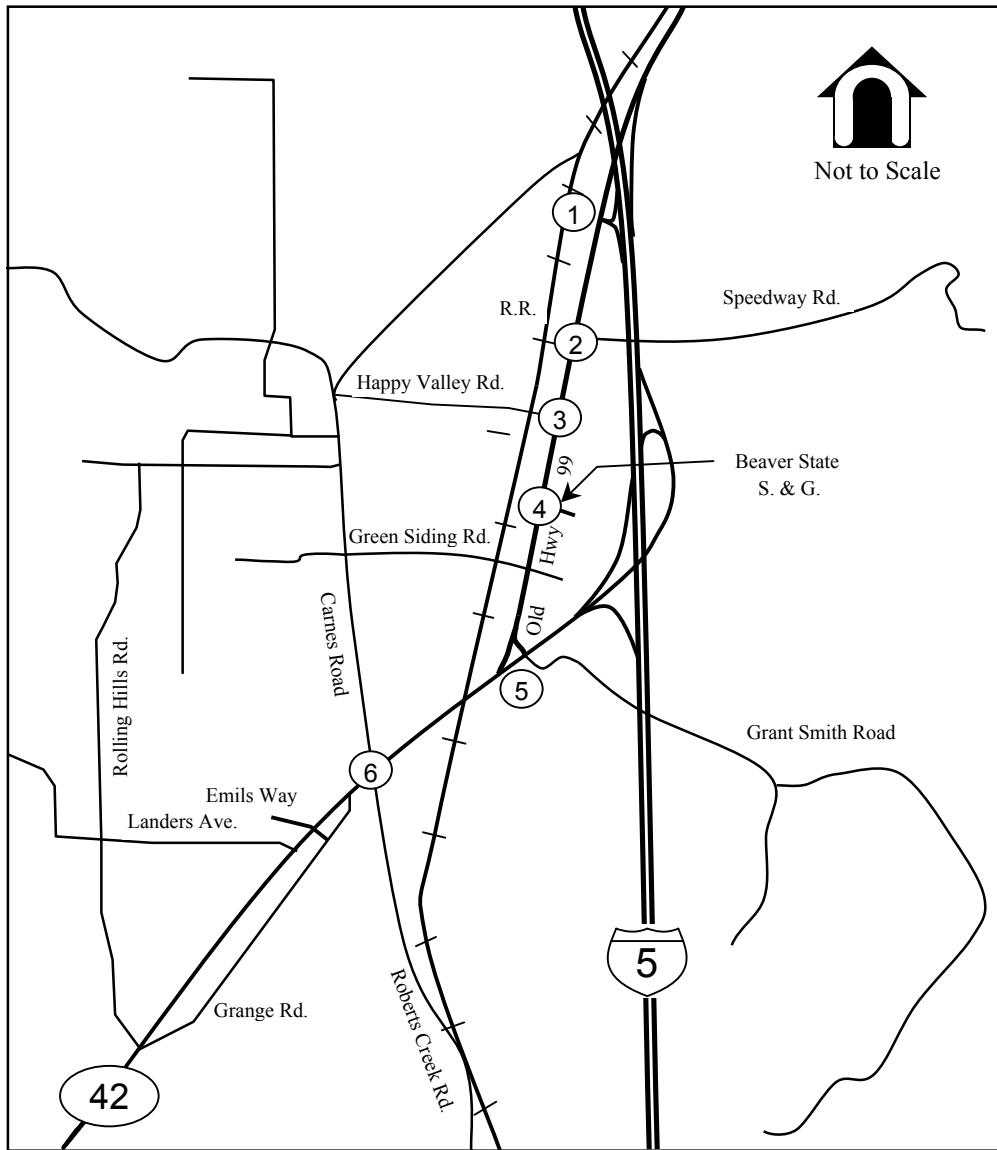 Not to Scale
1
R.R.
Speedway Rd.
2
Happy Valley Rd.
3
Old Hwy 99
Beaver State
S. & G.
4
Green Siding Rd.
Carnes Road
Rolling Hills Rd.
5
Grant Smith Road
6
Emils Way
Landers Ave.
5
Grange Rd.
Roberts Creek Rd.
42